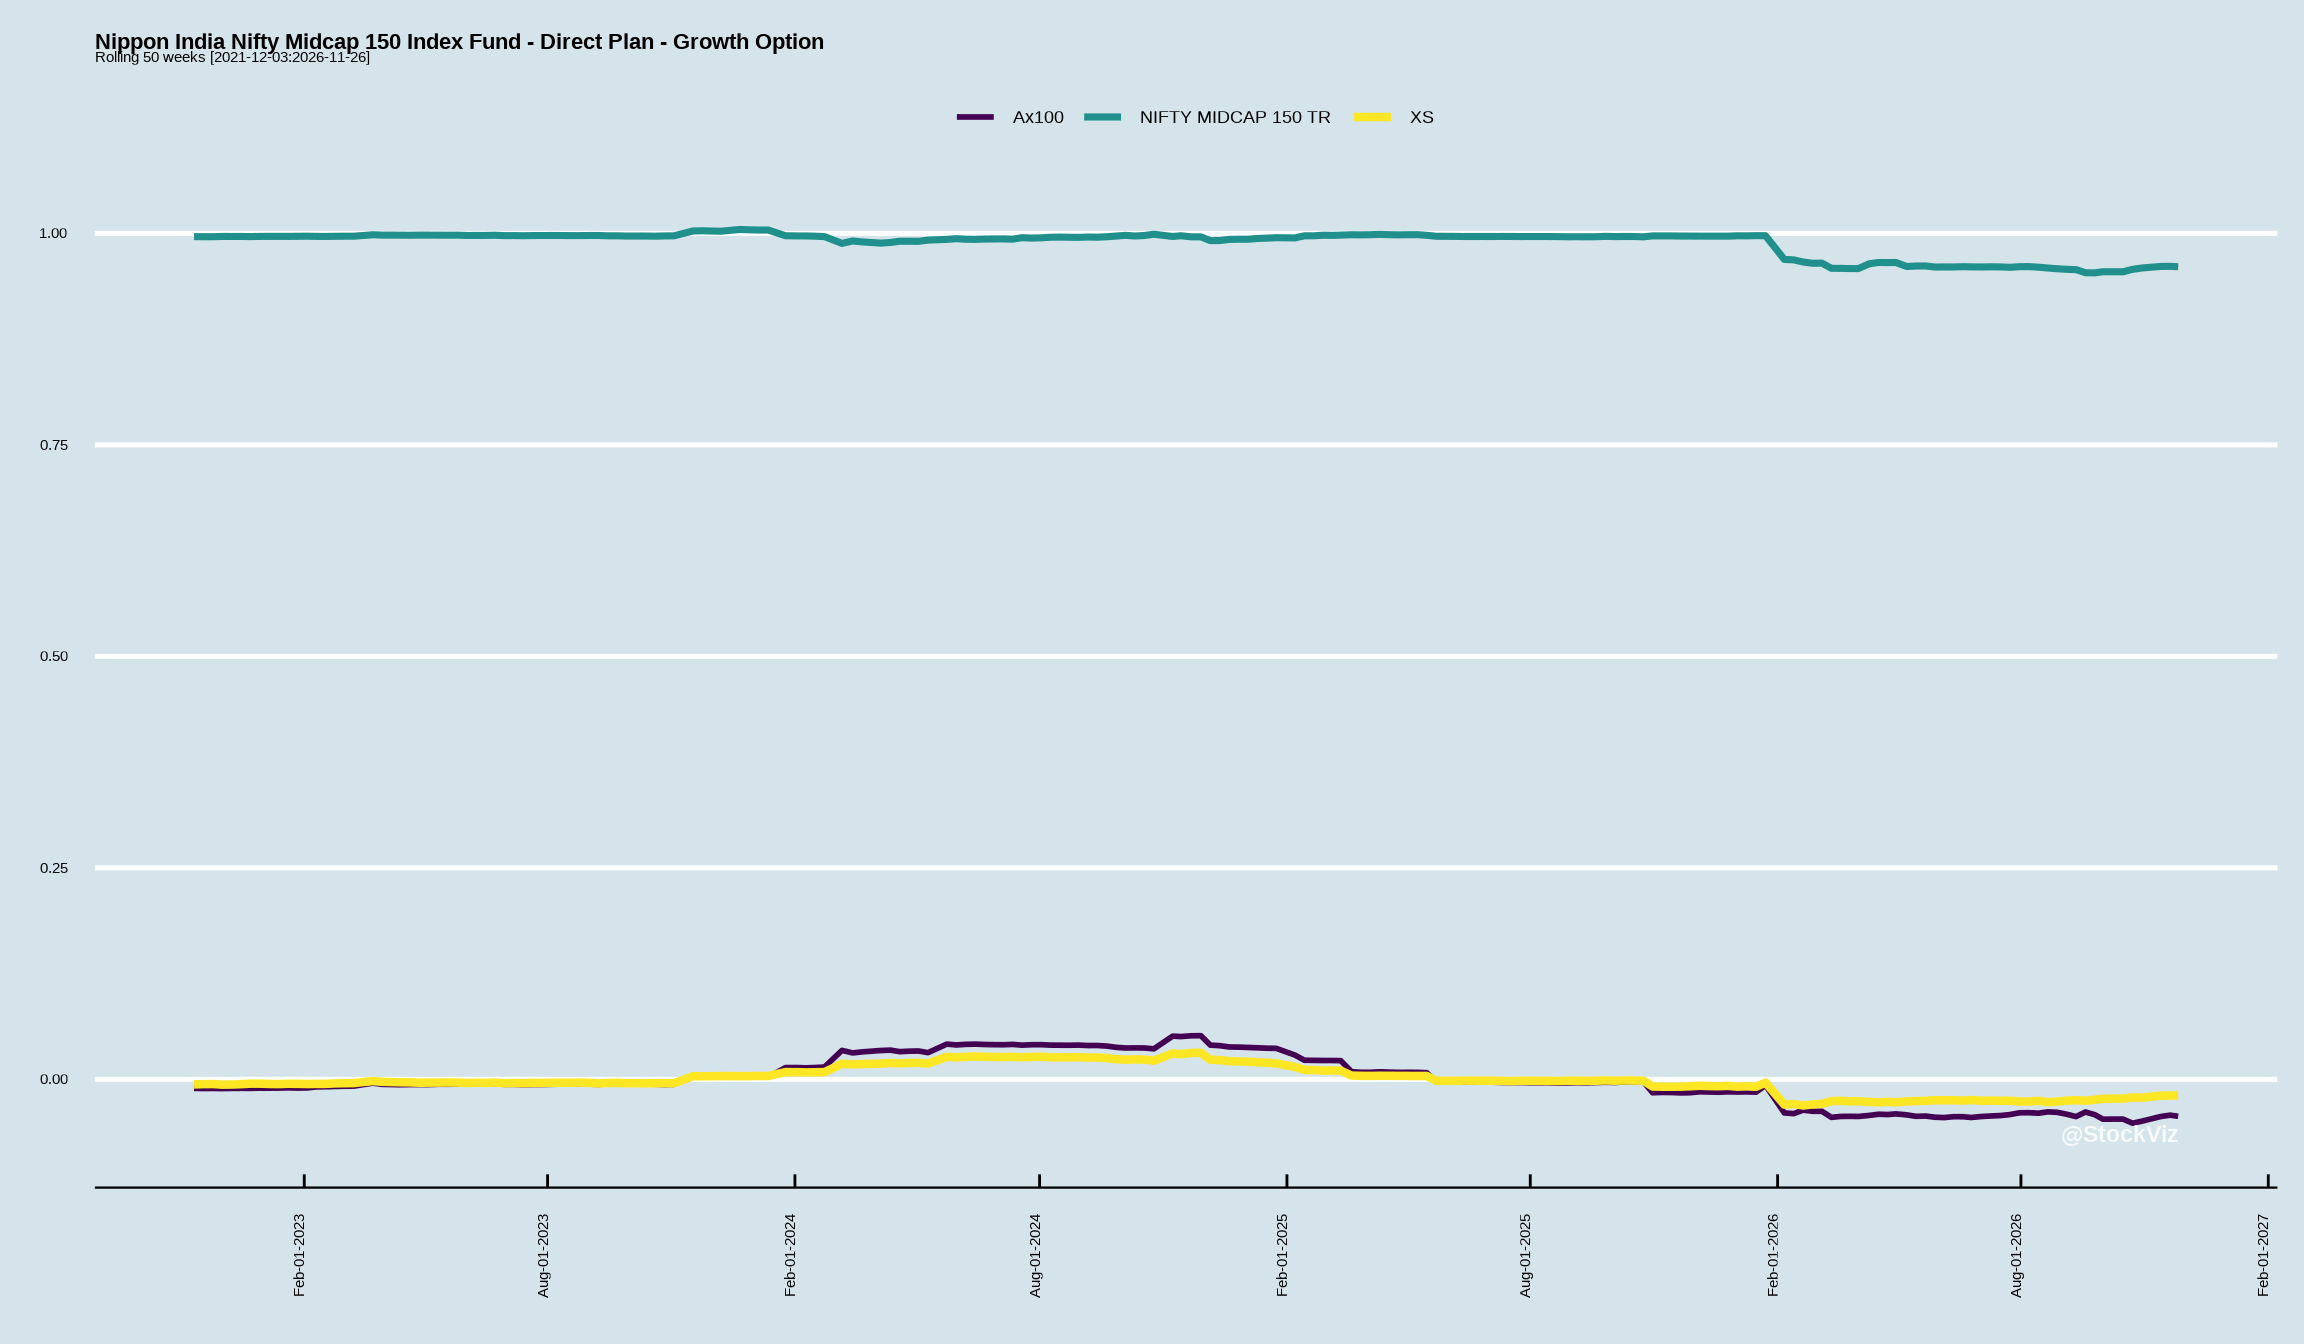 Nippon India Nifty Midcap 150 Index Fund - Direct Plan - Growth Option
Rolling 50 weeks [2021-12-03:2026-11-26]
Ax100 NIFTY MIDCAP 150 TR XS
1.00
0.75
0.50
0.25
0.00
@StockViz
Feb-01-2023
Aug-01-2023
Feb-01-2024
Aug-01-2024
Feb-01-2025
Aug-01-2025
Feb-01-2026
Aug-01-2026
Feb-01-2027